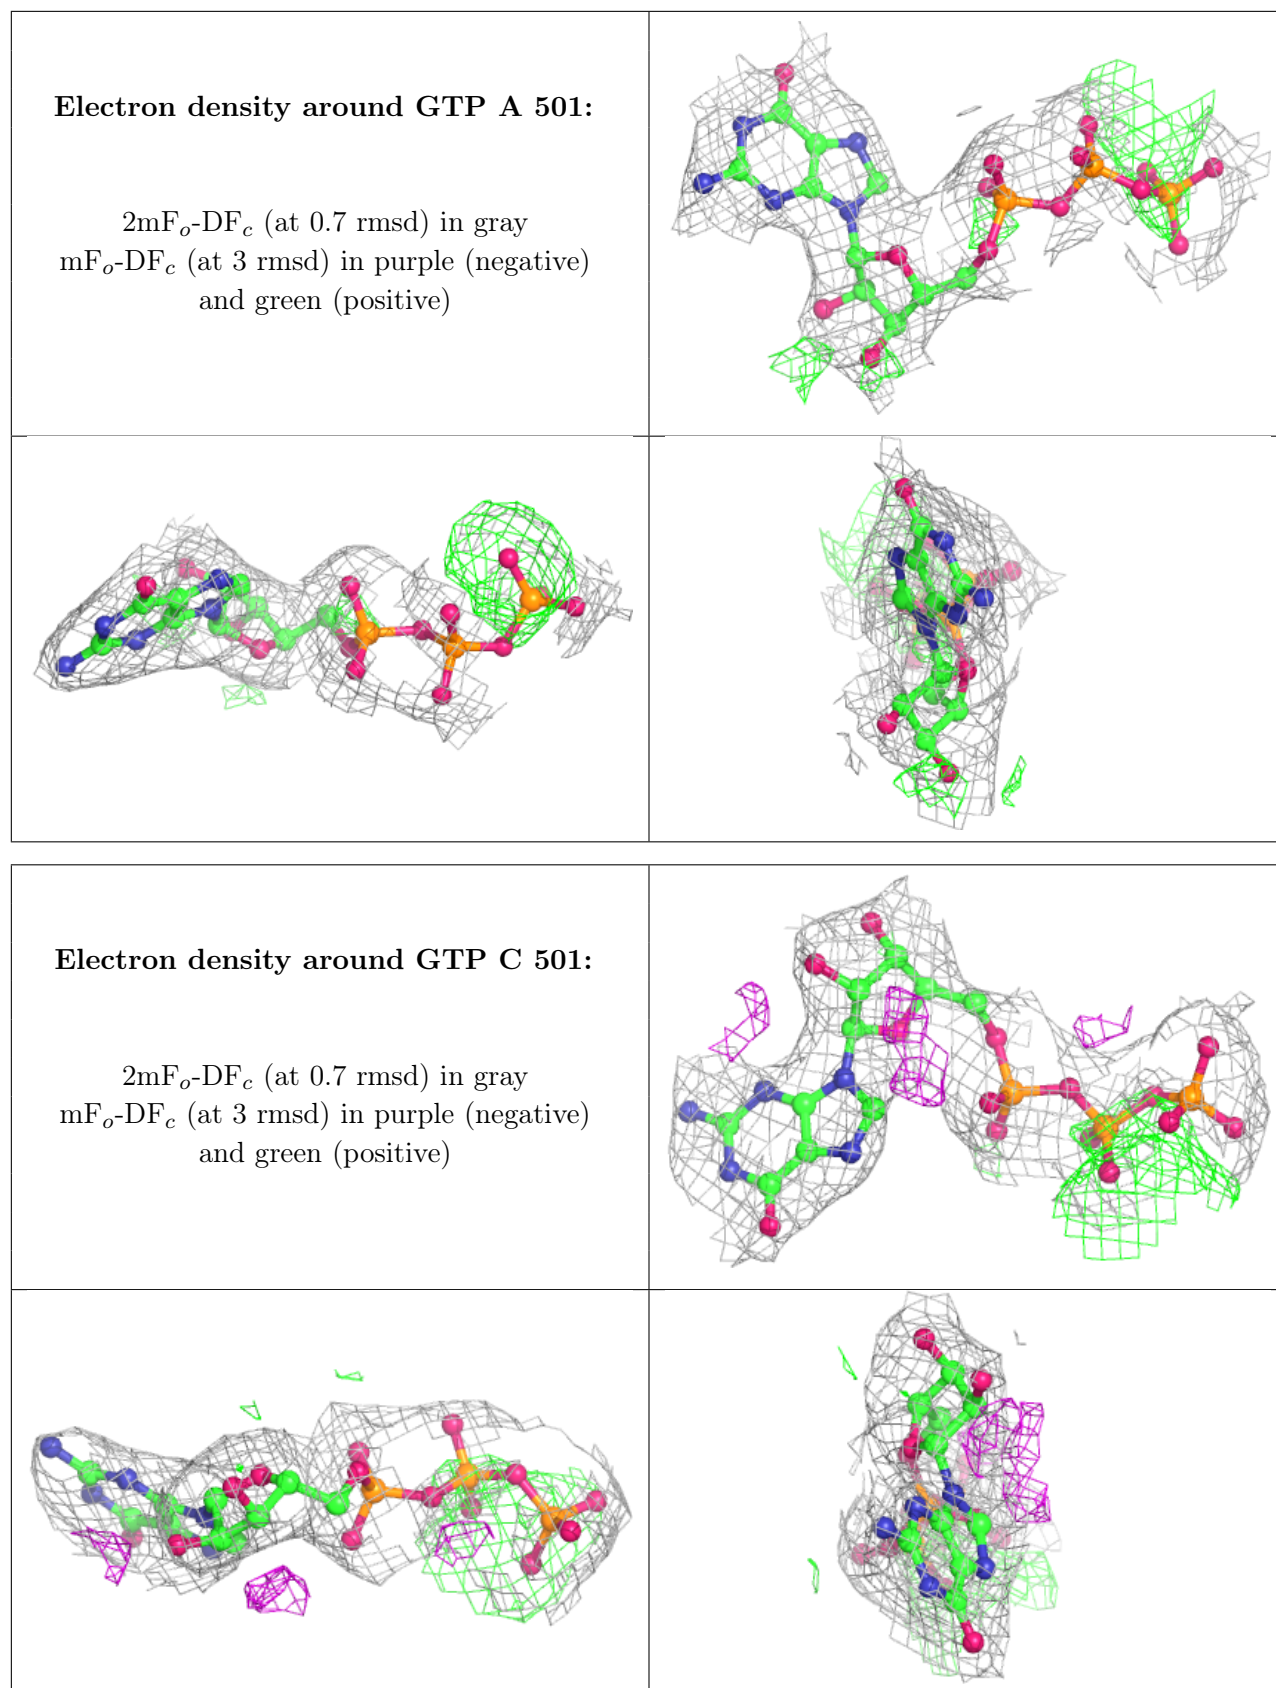 Electron density around GTP A 501:
2mFo-DFc (at 0.7 rmsd) in gray
mFo-DFc (at 3 rmsd) in purple (negative)
and green (positive)
Electron density around GTP C 501:
2mFo-DFc (at 0.7 rmsd) in gray
mFo-DFc (at 3 rmsd) in purple (negative)
and green (positive)